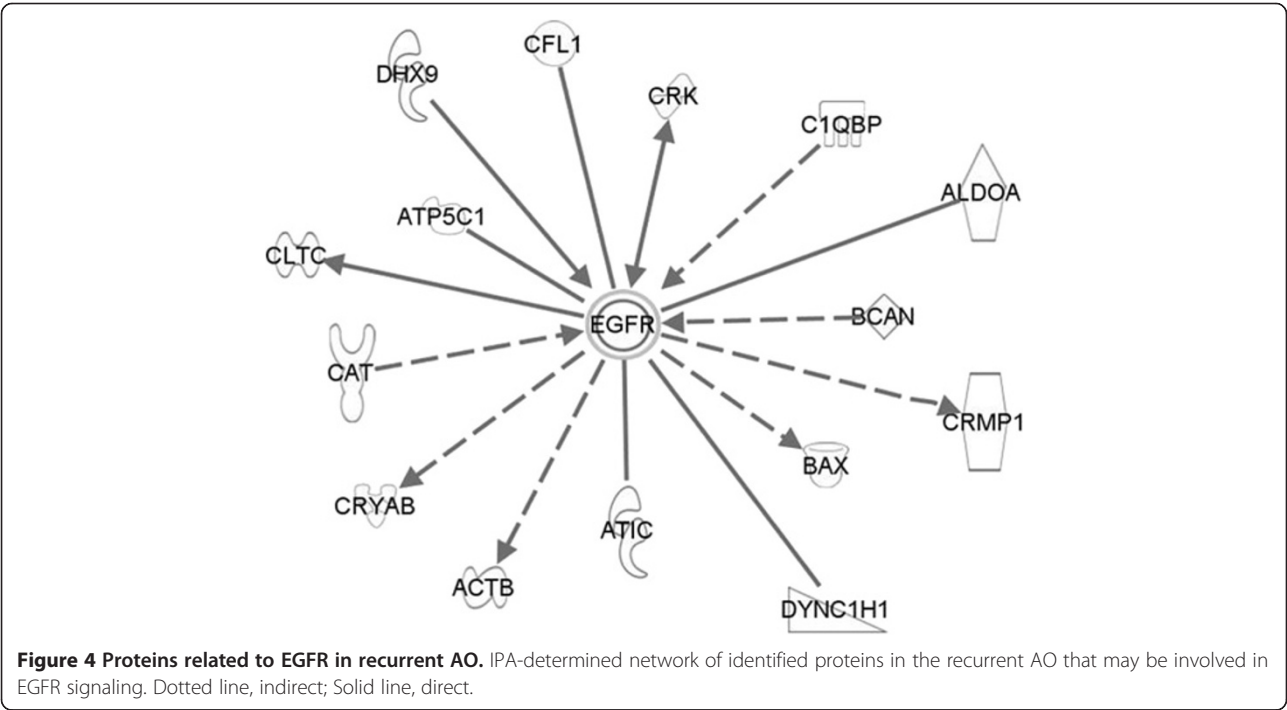 CFL1
DHX9
CRK
C1QBP
ALDOA
ATP5C1
CLTC
BCAN
EGFR
CAT
CRMP1
BAX
CRYAB
ATIC
ACTB
DYNC1H1
Figure 4 Proteins related to EGFR in recurrent AO. IPA-determined network of identified proteins in the recurrent AO that may be involved in
EGFR signaling. Dotted line, indirect; Solid line, direct.